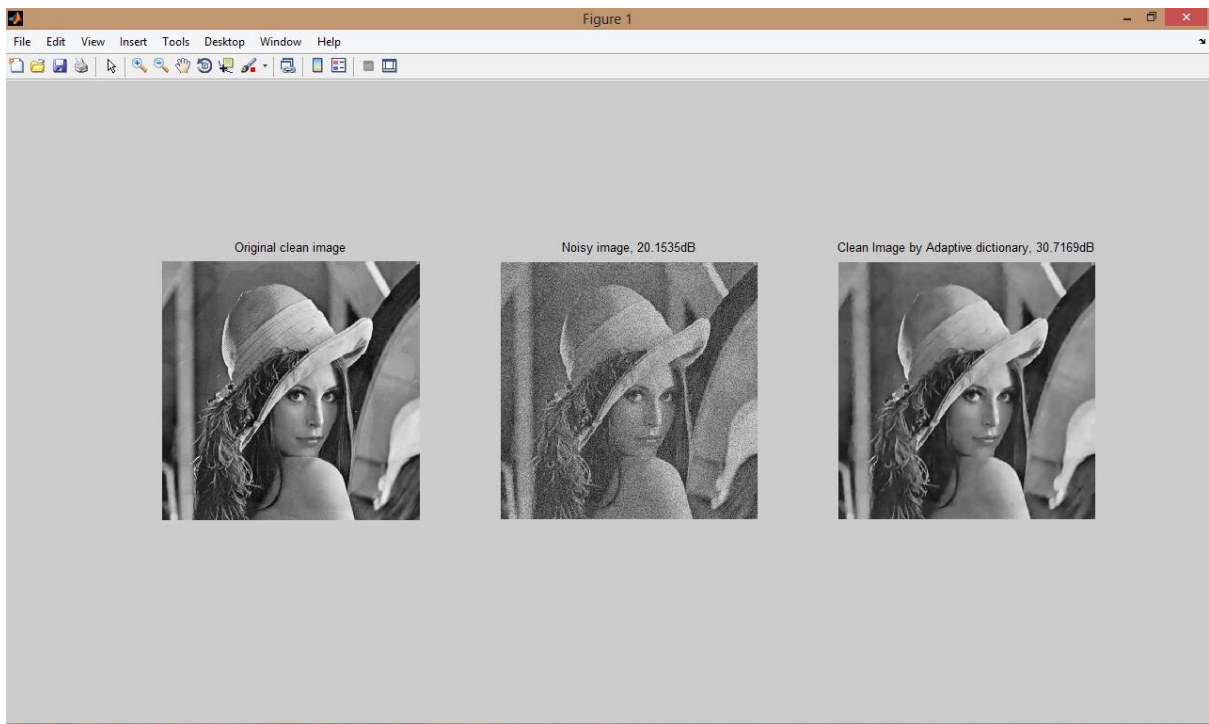 Figure 1
File Edit View Insert Tools Desktop Window Help
Original clean image
Noisy image, 20.1535dB
Clean Image by Adaptive dictionary, 30.7169dB